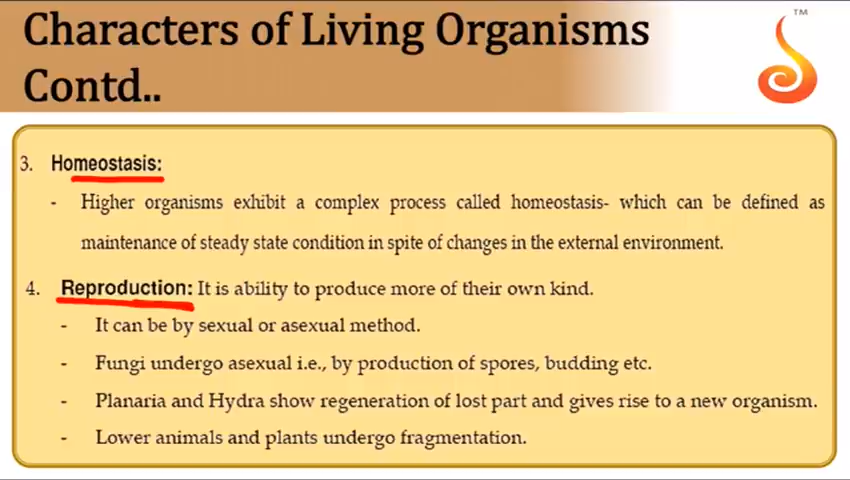 Characters of Living Organisms
Contd..
TM
3. Homeostasis:
- Higher organisms exhibit a complex process called homeostasis- which can be defined as
maintenance of steady state condition in spite of changes in the external environment.
4. Reproduction: It is ability to produce more of their own kind.
- It can be by sexual or asexual method.
- Fungi undergo asexual i.e., by production of spores, budding etc.
- Planaria and Hydra show regeneration of lost part and gives rise to a new organism.
- Lower animals and plants undergo fragmentation.